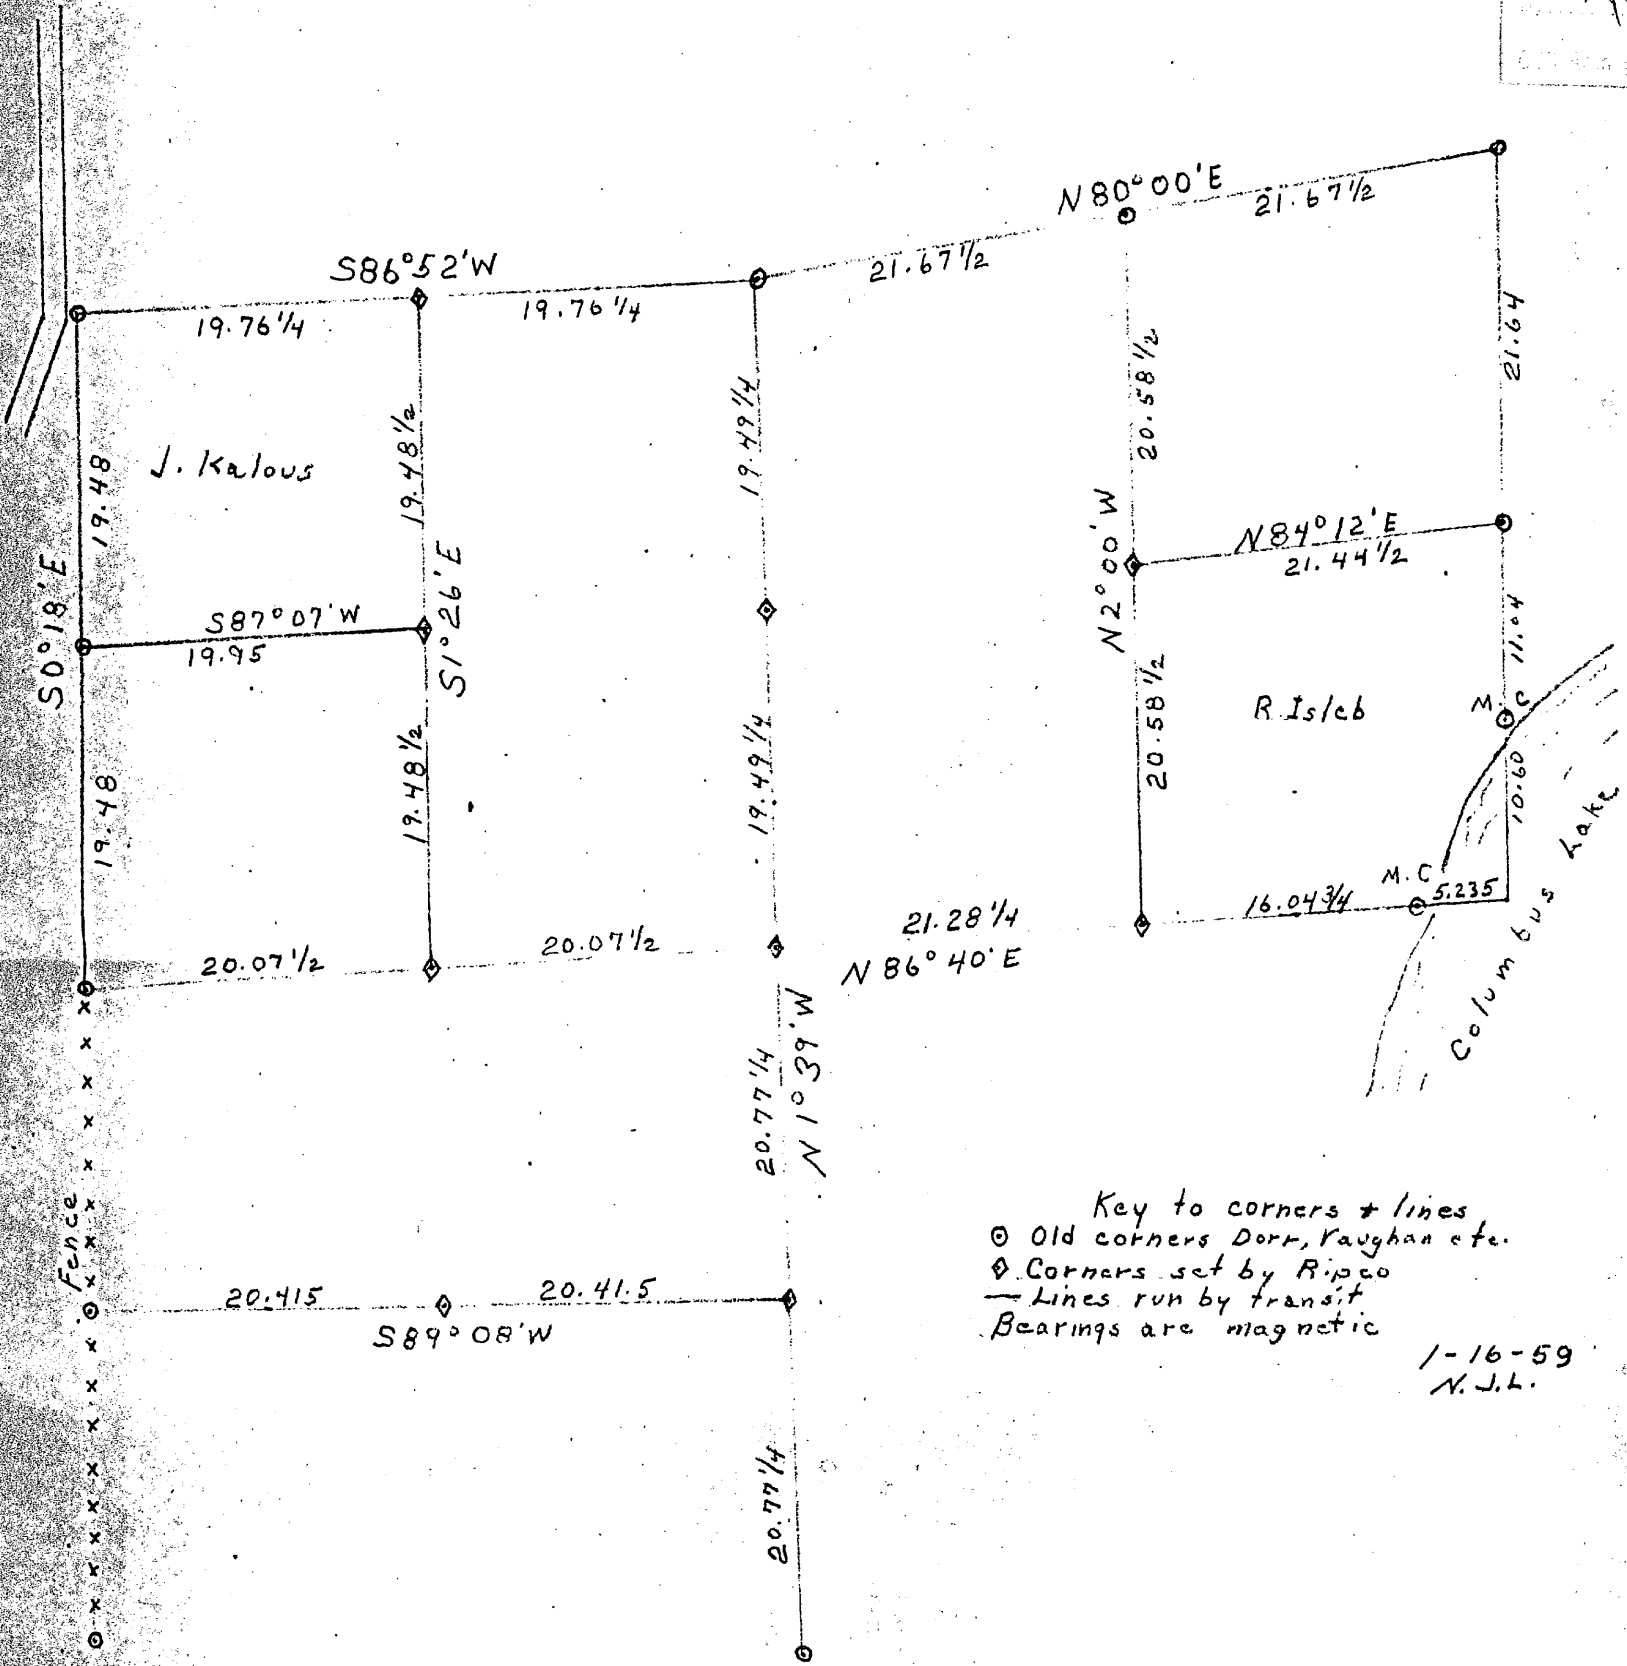 N80°00'E
21.67½
21.67½
S86°52'W
19.76¼
19.76¼
21.64
20.58½
19.49¼
19.48½
19.48
J. Kalous
N84°12'E
21.44½
N2°00'W
S0°18'E
S1°26'E
S87°07'W
19.95
11.04
R Isleb
M.C
20.58½
19.49¼
19.48½
19.48
10.60
Columbus Lake
M.C
5.235
16.04¾
21.28¼
N86°40'E
20.07½
20.07½
20.77¼
N1°39'W
Fence
Key to corners + lines
Old corners Dorr, Vaughan etc.
Corners set by Ripco
Lines run by transit
Bearings are magnetic
1-16-59
N.J.L.
20.415
20.41.5
S89°08'W
20.77¼